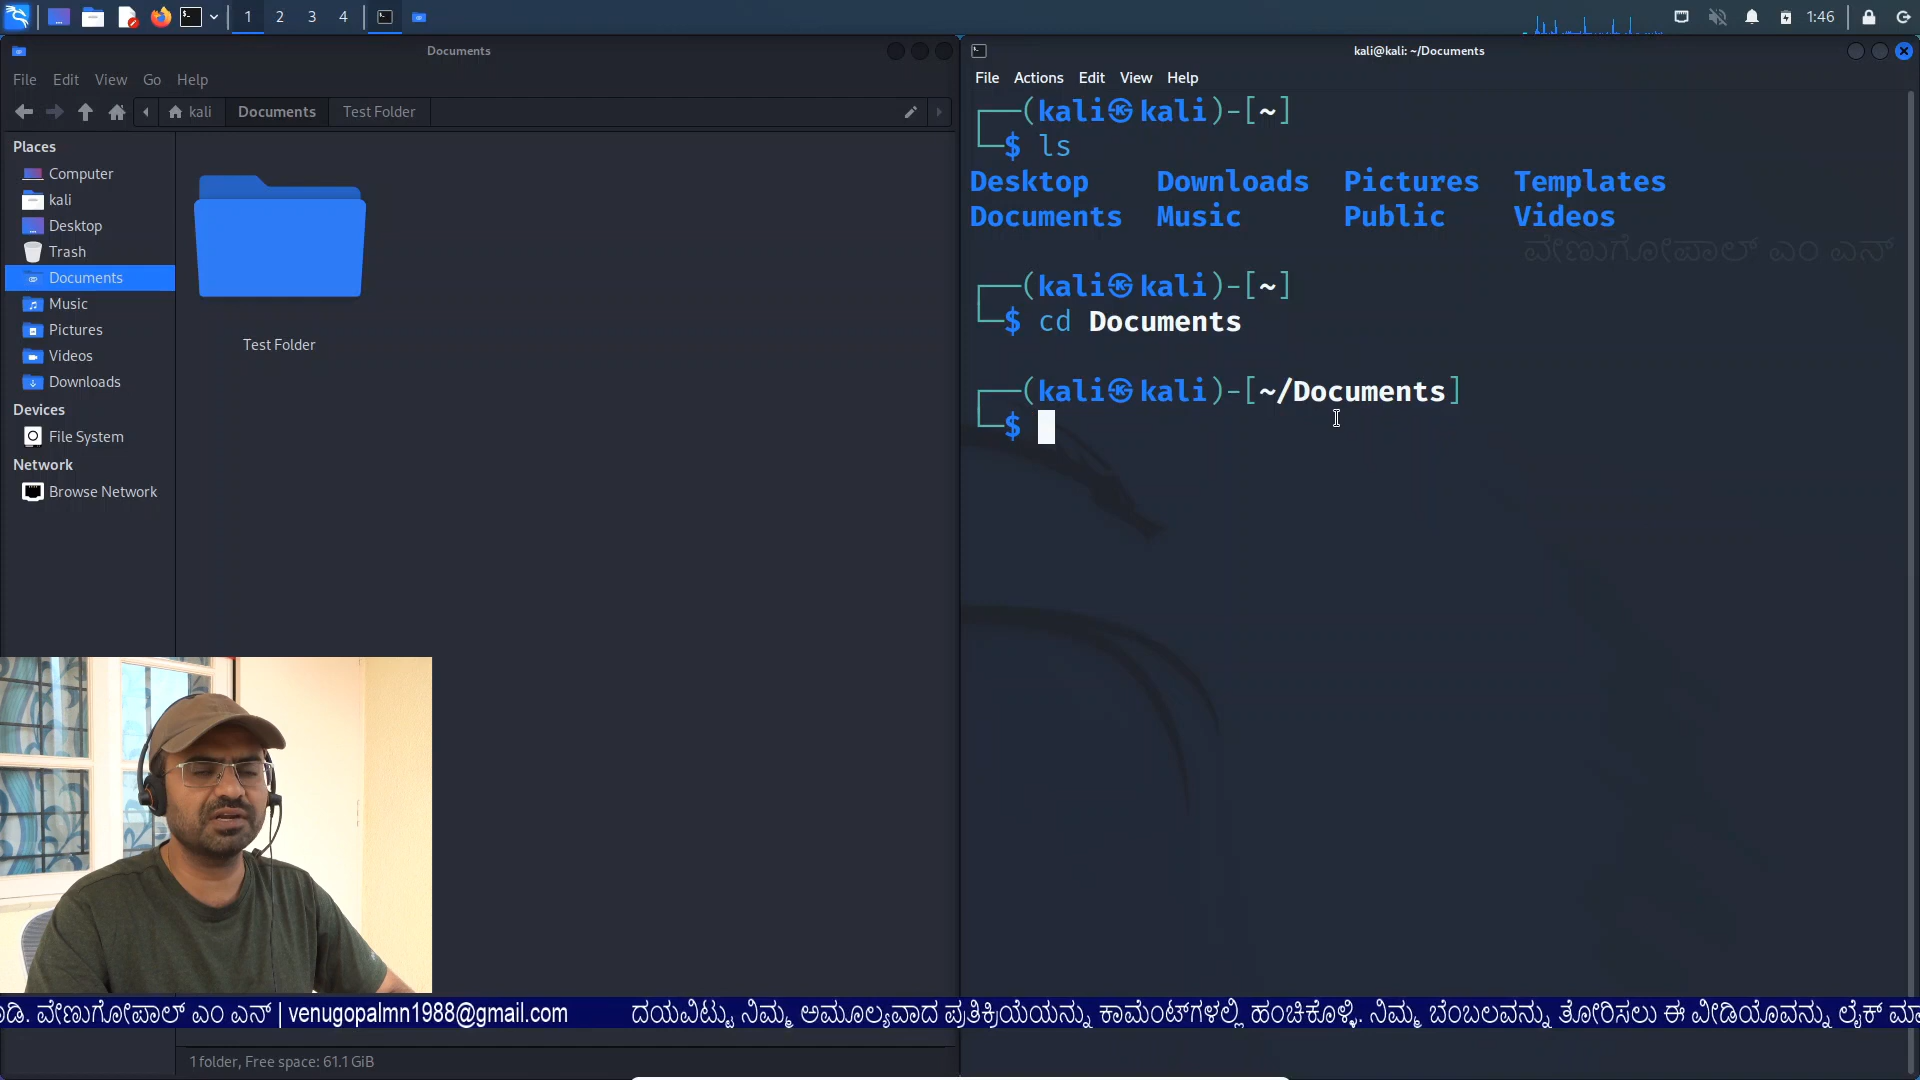 1 2 3 4
1:46
Documents
File Edit View Go Help
kali Documents Test Folder
Places
Computer
kali
Desktop
Trash
Documents
Music
Pictures
Videos
Downloads
Devices
File System
Network
Browse Network
Test Folder
1 folder, Free space: 61.1 GiB
kali@kali: ~/Documents
File Actions Edit View Help
┌──(kali㉿kali)-[~]
└─$ ls
Desktop Downloads Pictures Templates
Documents Music Public Videos
ವೇಣುಗೋಪಾಲ್ ಎಂ ಎನ್
┌──(kali㉿kali)-[~]
└─$ cd Documents
┌──(kali㉿kali)-[~/Documents]
└─$
ವೇಣುಗೋಪಾಲ್ ಎಂ ಎನ್ | venugopalmn1988@gmail.com ದಯವಿಟ್ಟು ನಿಮ್ಮ ಅಮೂಲ್ಯವಾದ ಪ್ರತಿಕ್ರಿಯೆಯನ್ನು ಕಾಮೆಂಟ್‌ಗಳಲ್ಲಿ ಹಂಚಿಕೊಳ್ಳಿ. ನಿಮ್ಮ ಬೆಂಬಲವನ್ನು ತೋರಿಸಲು ಈ ವೀಡಿಯೊವನ್ನು ಲೈಕ್